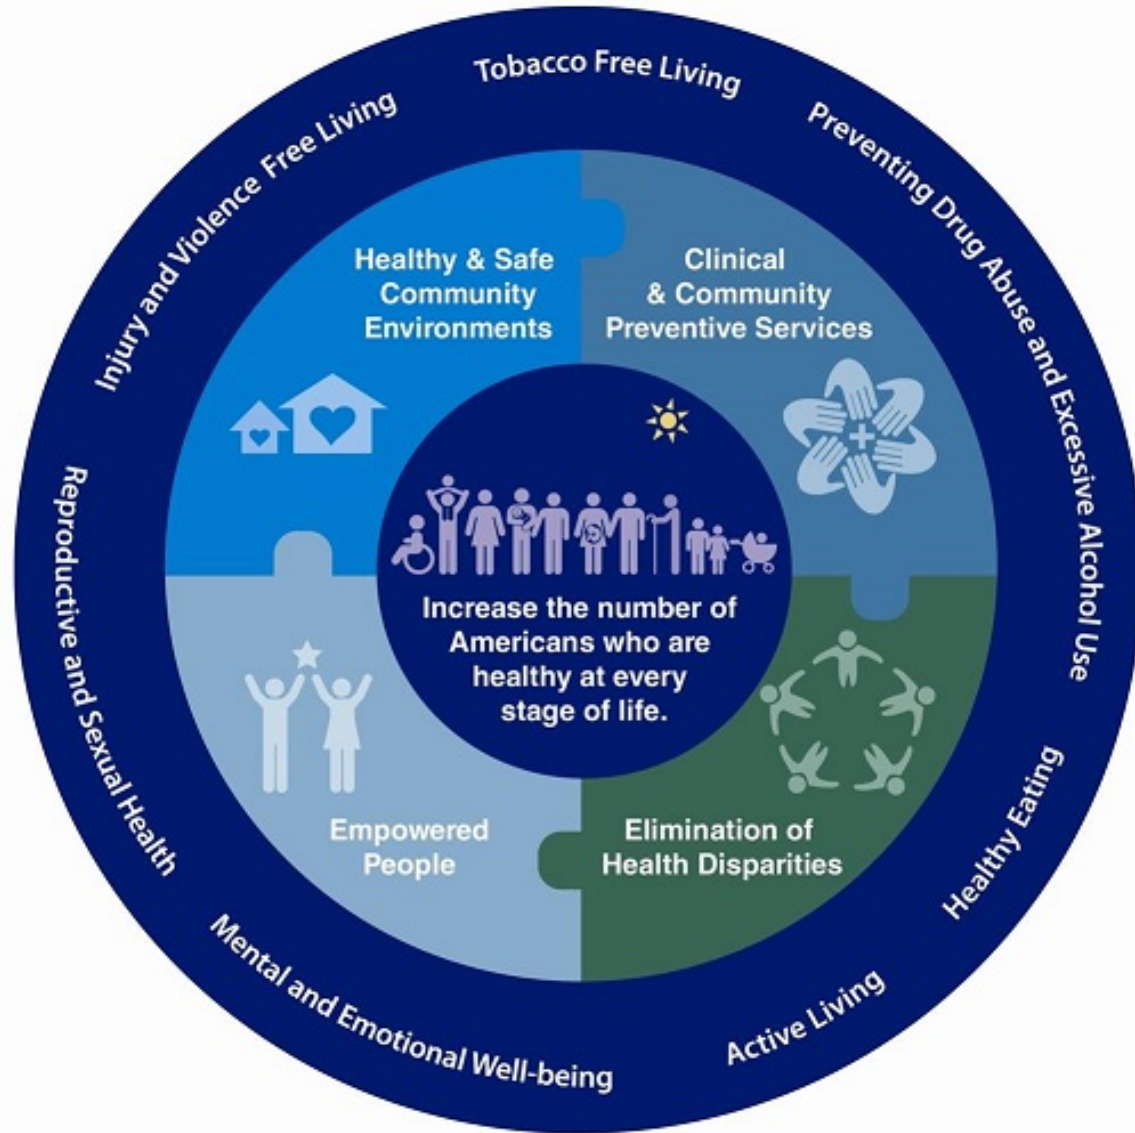 Tobacco Free Living
Preventing Drug Abuse and Excessive Alcohol Use
Healthy Eating
Active Living
Mental and Emotional Well-being
Reproductive and Sexual Health
Injury and Violence Free Living
Healthy & Safe
Community
Environments
Clinical
& Community
Preventive Services
Increase the number of
Americans who are
healthy at every
stage of life.
Empowered
People
Elimination of
Health Disparities